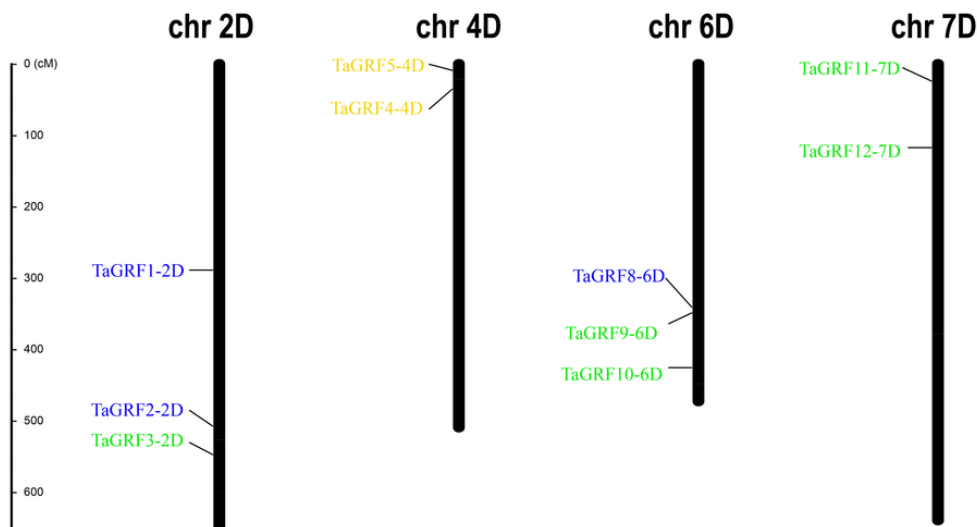 chr 2D
chr 4D
chr 6D
chr 7D
0 (cM)
100
200
300
400
500
600
TaGRF1-2D
TaGRF2-2D
TaGRF3-2D
TaGRF5-4D
TaGRF4-4D
TaGRF8-6D
TaGRF9-6D
TaGRF10-6D
TaGRF11-7D
TaGRF12-7D